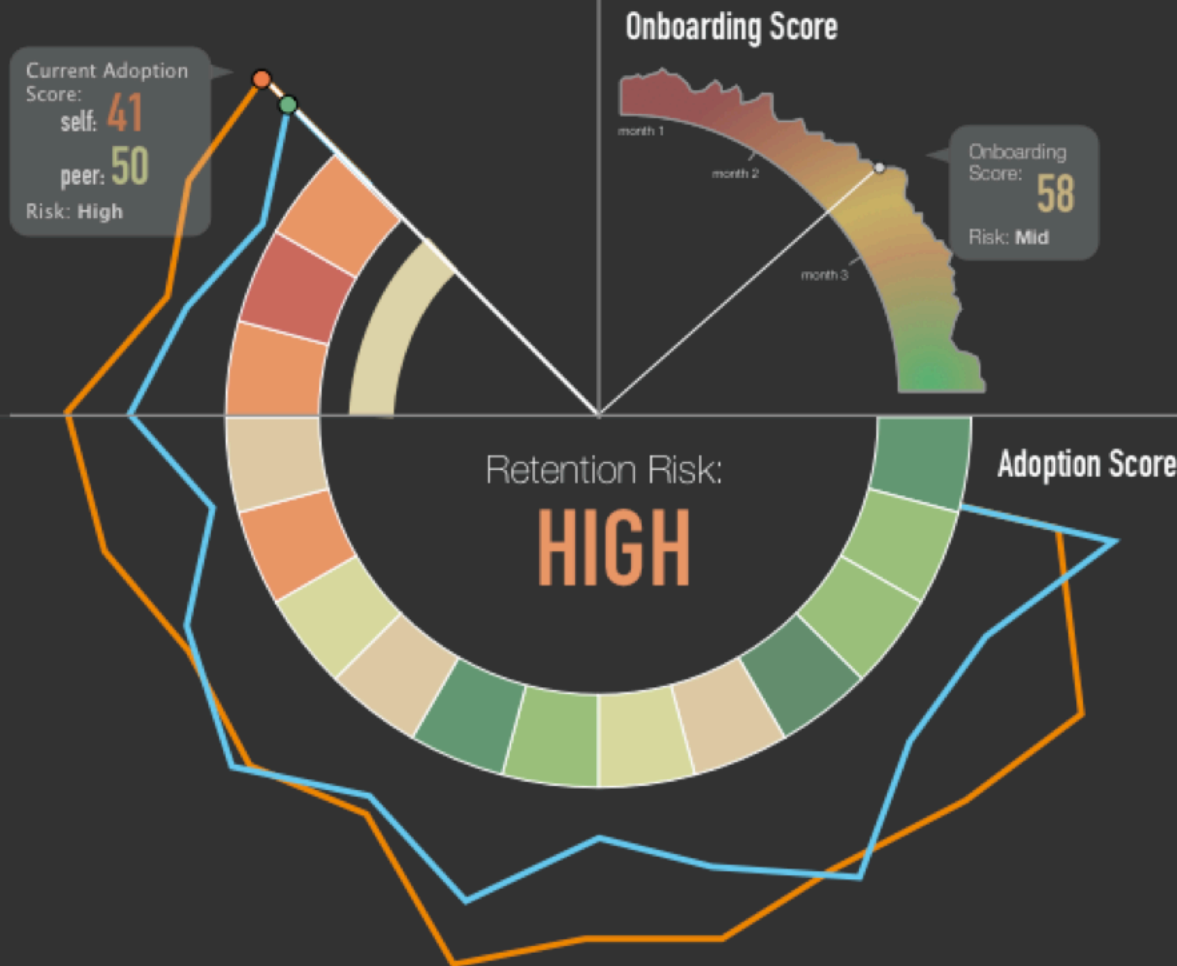 Onboarding Score
Current Adoption
Score:
self: 41
peer: 50
Risk: High
month 1
month 2
month 3
Onboarding
Score: 58
Risk: Mid
Retention Risk:
HIGH
Adoption Score